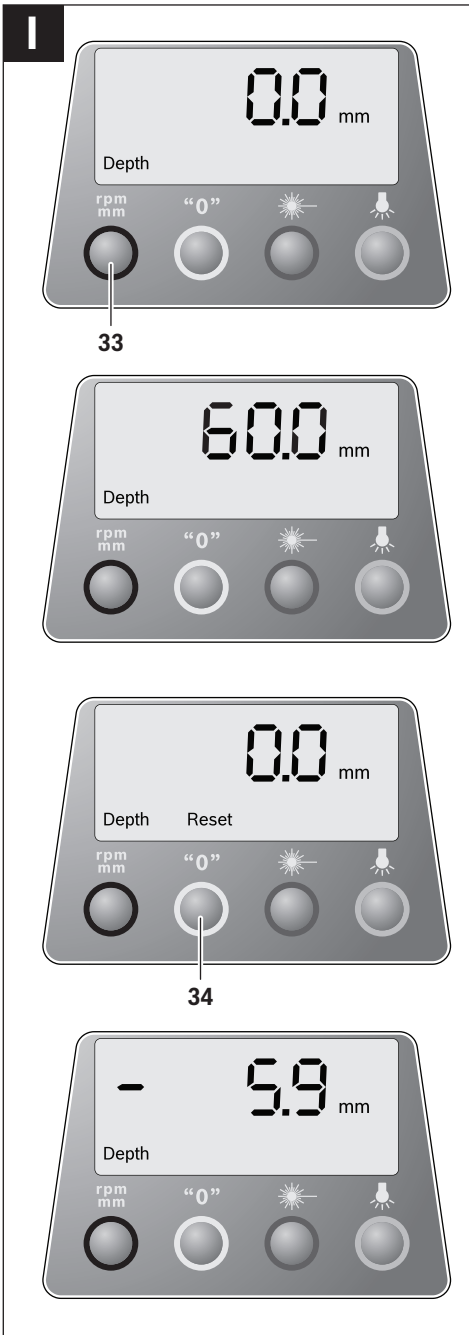 I
0.0 mm
Depth
rpm
mm “0”
33
60.0 mm
Depth
rpm
mm “0”
0.0 mm
Depth Reset
rpm
mm “0”
34
- 5.9 mm
Depth
rpm
mm “0”